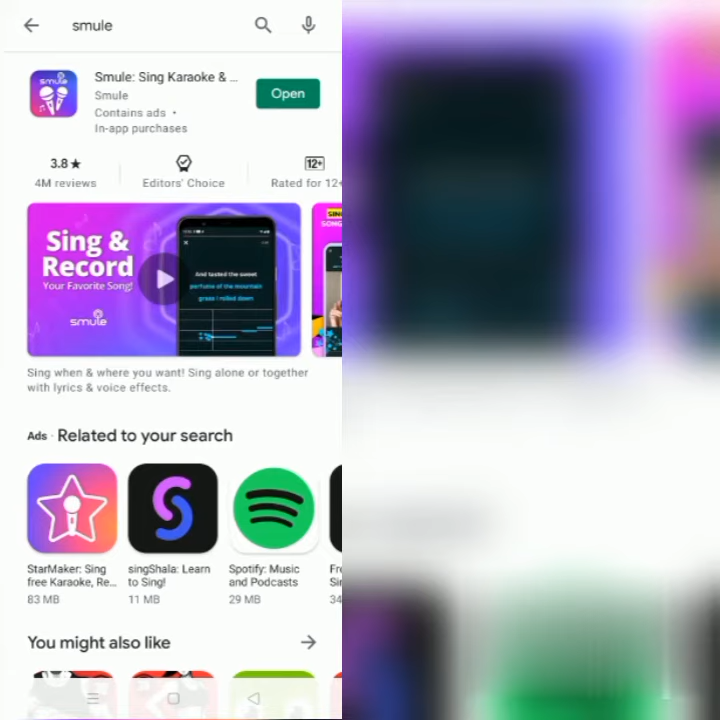 smule
smule
Smule: Sing Karaoke & ...
Smule
Contains ads •
In-app purchases
Open
3.8★
4M reviews
Editors' Choice
12+
Rated for 12+
Sing &
Record
Your Favorite Song!
smule
And tasted the sweet
perfume of the mountain
grass I rolled down
Sing when & where you want! Sing alone or together
with lyrics & voice effects.
Ads · Related to your search
StarMaker: Sing
free Karaoke, Re...
83 MB
singShala: Learn
to Sing!
11 MB
Spotify: Music
and Podcasts
29 MB
Fre
Sin
34
You might also like